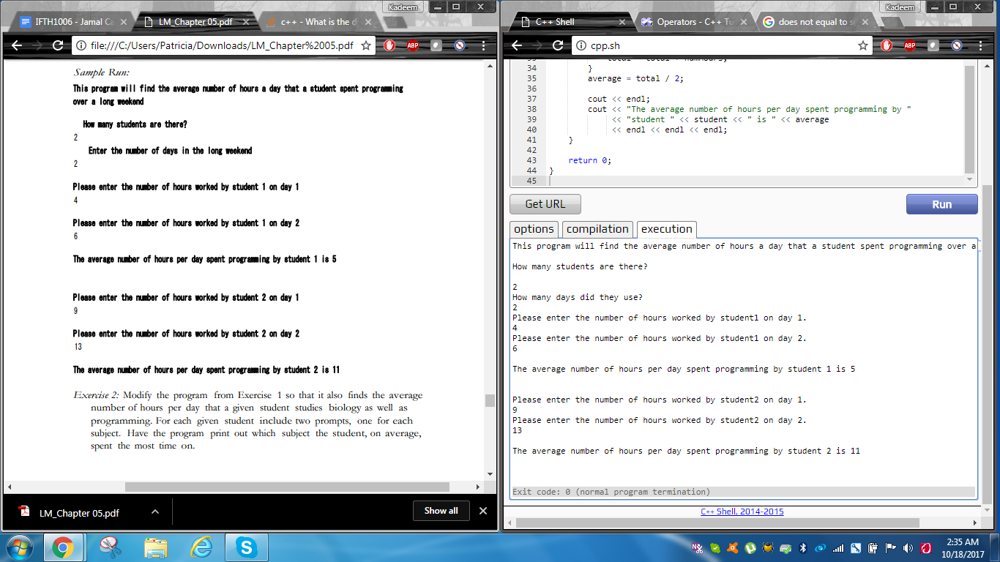 Kadeem
IFTH1006 - Jamal Ca
LM_Chapter 05.pdf
c++ - What is the d
file:///C:/Users/Patricia/Downloads/LM_Chapter%2005.pdf
ABP
Sample Run:
This program will find the average number of hours a day that a student spent programming
over a long weekend
How many students are there?
2
Enter the number of days in the long weekend
2
Please enter the number of hours worked by student 1 on day 1
4
Please enter the number of hours worked by student 1 on day 2
6
The average number of hours per day spent programming by student 1 is 5
Please enter the number of hours worked by student 2 on day 1
9
Please enter the number of hours worked by student 2 on day 2
13
The average number of hours per day spent programming by student 2 is 11
Exercise 2: Modify the program from Exercise 1 so that it also finds the average
number of hours per day that a given student studies biology as well as
programming. For each given student include two prompts, one for each
subject. Have the program print out which subject the student, on average,
spent the most time on.
LM_Chapter 05.pdf
Show all
Kadeem
C++ Shell
Operators - C++ Tu
does not equal to s
cpp.sh
ABP
34 }
35 average = total / 2;
36
37 cout << endl;
38 cout << "The average number of hours per day spent programming by "
39 << "student " << student << " is " << average
40 << endl << endl << endl;
41 }
42
43 return 0;
44 }
45
Get URL
Run
options
compilation
execution
This program will find the average number of hours a day that a student spent programming over a
How many students are there?
2
How many days did they use?
2
Please enter the number of hours worked by student1 on day 1.
4
Please enter the number of hours worked by student1 on day 2.
6
The average number of hours per day spent programming by student 1 is 5
Please enter the number of hours worked by student2 on day 1.
9
Please enter the number of hours worked by student2 on day 2.
13
The average number of hours per day spent programming by student 2 is 11
Exit code: 0 (normal program termination)
C++ Shell, 2014-2015
2:35 AM
10/18/2017